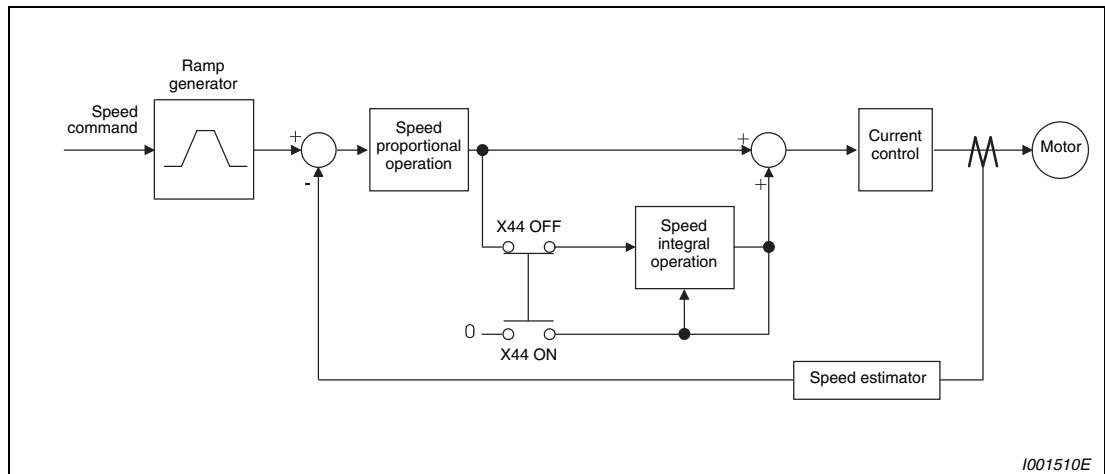 Ramp
generator
Speed
command
+
-
Speed
proportional
operation
+
+
Current
control
Motor
X44 OFF
Speed
integral
operation
0
X44 ON
Speed estimator
I001510E